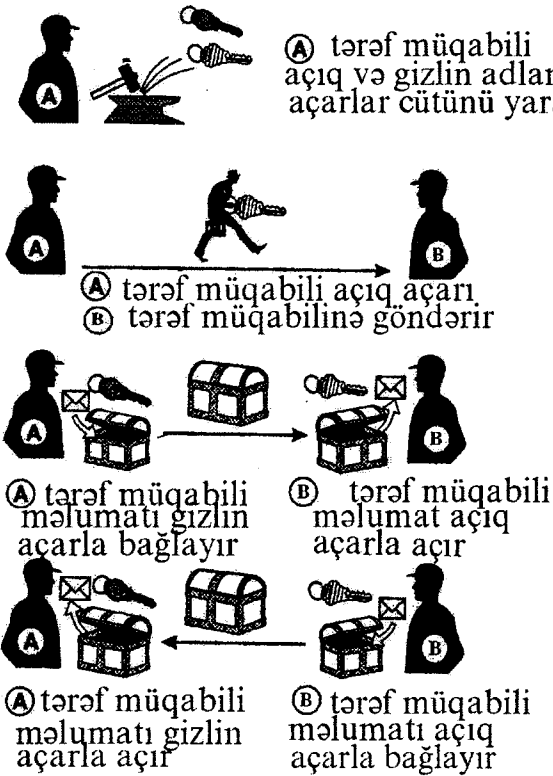 A
A tərəf müqabili
açıq və gizlin adlar
açarlar cütünü yar
A
B
A tərəf müqabili açıq açarı
B tərəf müqabilinə göndərir
A
B
A tərəf müqabili
məlumatı gizlin
açarla bağlayır
B tərəf müqabili
məlumat açıq
açarla açır
A
B
A tərəf müqabili
məlumatı gizlin
açarla açır
B tərəf müqabili
məlumatı açıq
açarla bağlayır